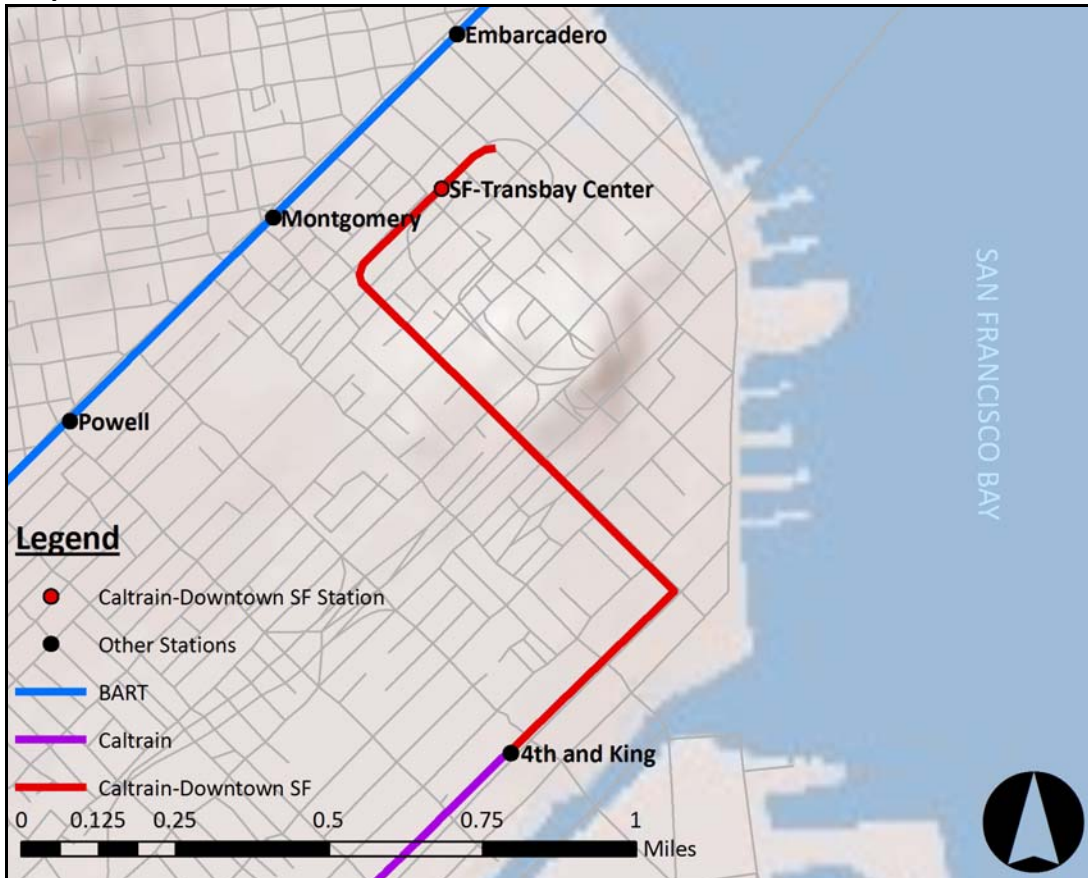 Embarcadero
SF-Transbay Center
Montgomery
SAN FRANCISCO BAY
Powell
Legend
Caltrain-Downtown SF Station
Other Stations
BART
Caltrain
4th and King
Caltrain-Downtown SF
0 0.125 0.25 0.5 0.75 1
Miles